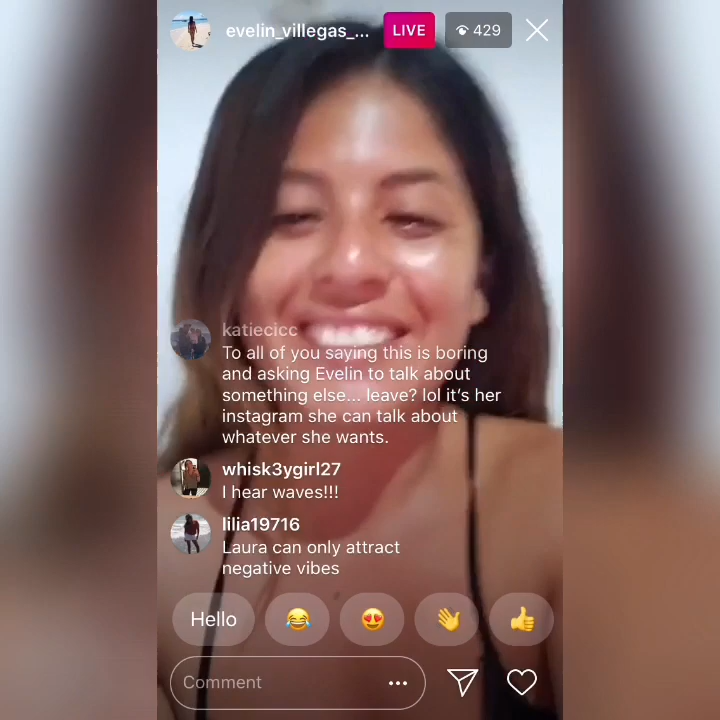 evelin_villegas_... LIVE 429
katiecicc
To all of you saying this is boring
and asking Evelin to talk about
something else... leave? lol it's her
instagram she can talk about
whatever she wants.
whisk3ygirl27
I hear waves!!!
lilia19716
Laura can only attract
negative vibes
Hello
Comment